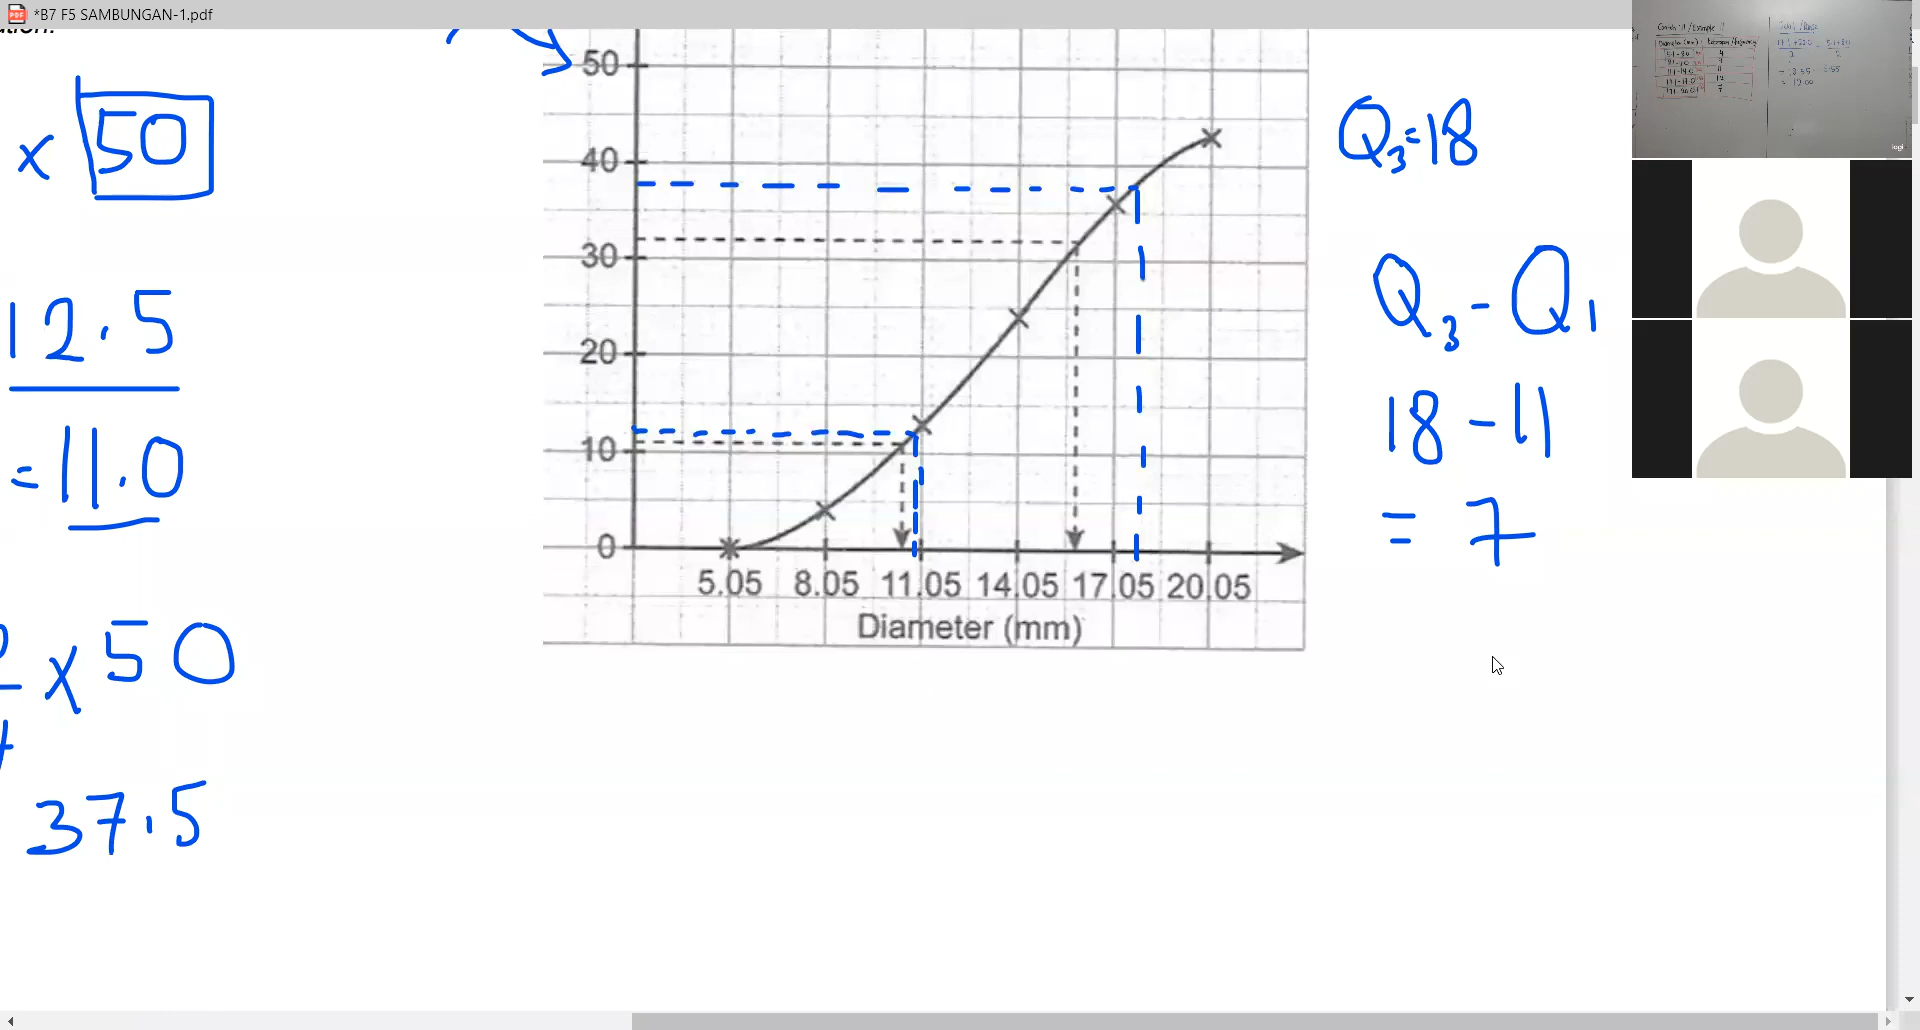 *B7 F5 SAMBUNGAN-1.pdf
x 50
12.5
= 11.0
x 50
37.5
50
40
30
20
10
0
5.05 8.05 11.05 14.05 17.05 20.05
Diameter (mm)
Q3=18
Q3 - Q1
18 - 11
= 7
logi